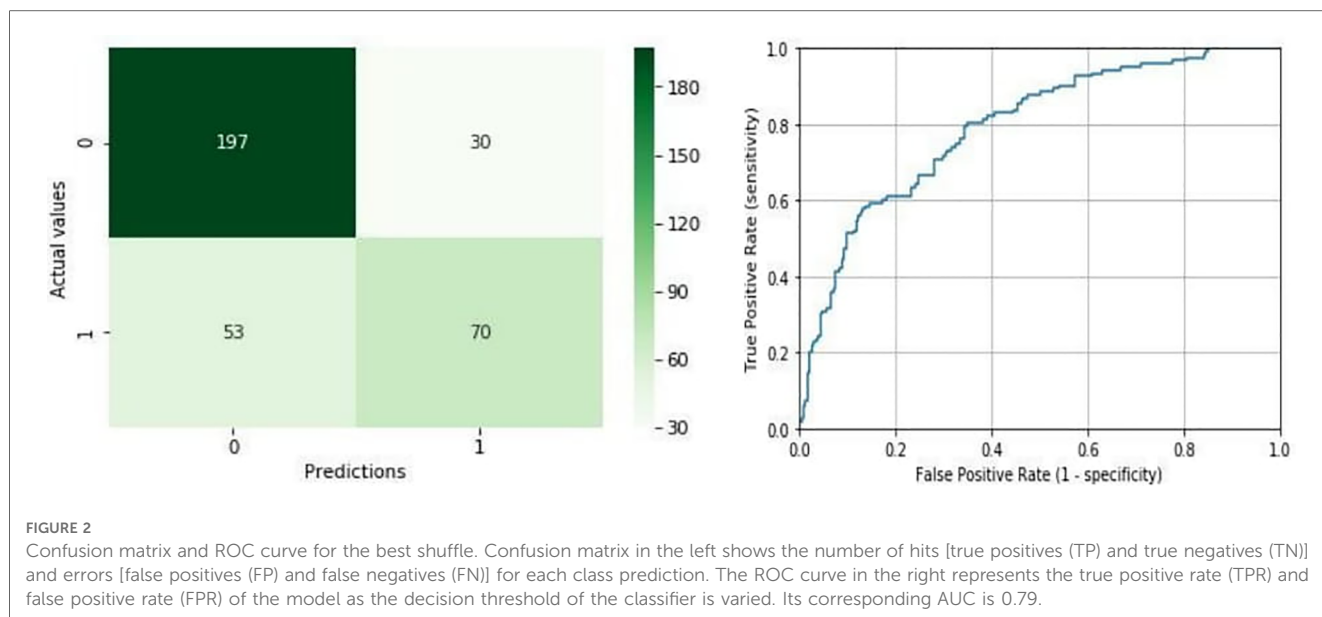 197
30
53
70
0
1
Actual values
0
1
Predictions
180
150
120
90
60
30
1.0
0.8
0.6
0.4
0.2
0.0
True Positive Rate (sensitivity)
0.0 0.2 0.4 0.6 0.8 1.0
False Positive Rate (1 - specificity)
FIGURE 2
Confusion matrix and ROC curve for the best shuffle. Confusion matrix in the left shows the number of hits [true positives (TP) and true negatives (TN)]
and errors [false positives (FP) and false negatives (FN)] for each class prediction. The ROC curve in the right represents the true positive rate (TPR) and
false positive rate (FPR) of the model as the decision threshold of the classifier is varied. Its corresponding AUC is 0.79.